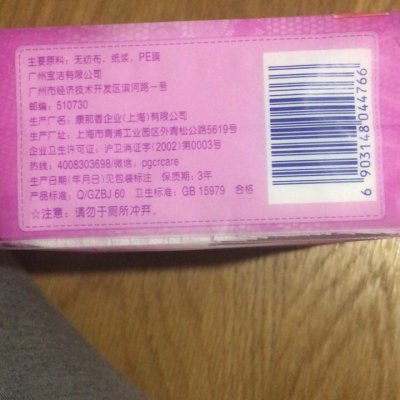 主要原料：无纺布、纸浆、PE膜
广州宝洁有限公司
广州市经济技术开发区滨河路一号
邮编：510730
生产厂名：康那香企业(上海)有限公司
生产厂址：上海市青浦工业园区外青松公路5619号
企业卫生许可证：沪卫消证字(2002)第0003号
热线：4008303698/微信：pgcrcare
生产日期(年月日)见包装标注 保质期：3年
产品标准：Q/GZBJ 60 卫生标准：GB 15979 合格
☆注意：请勿于厕所冲弃。
6 903148 044766